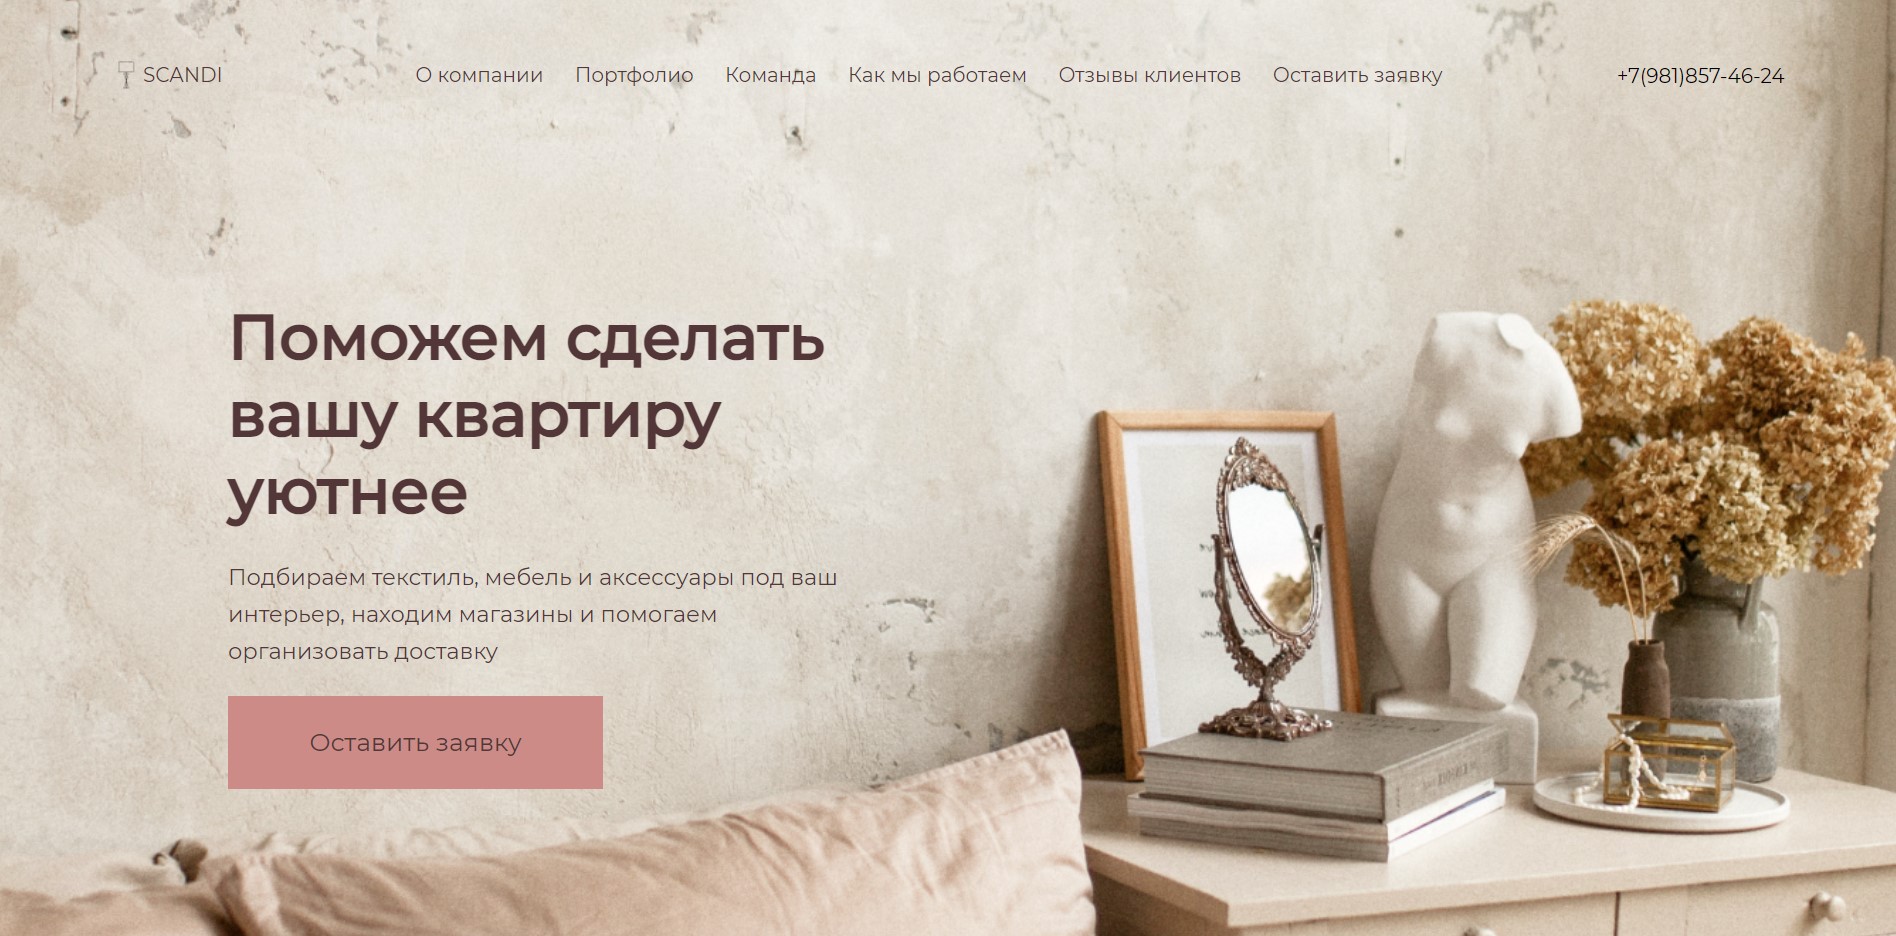 SCANDI
О компании
Портфолио
Команда
Как мы работаем
Отзывы клиентов
Оставить заявку
+7(981)857-46-24
Поможем сделать
вашу квартиру
уютнее
Подбираем текстиль, мебель и аксессуары под ваш
интерьер, находим магазины и помогаем
организовать доставку
Оставить заявку